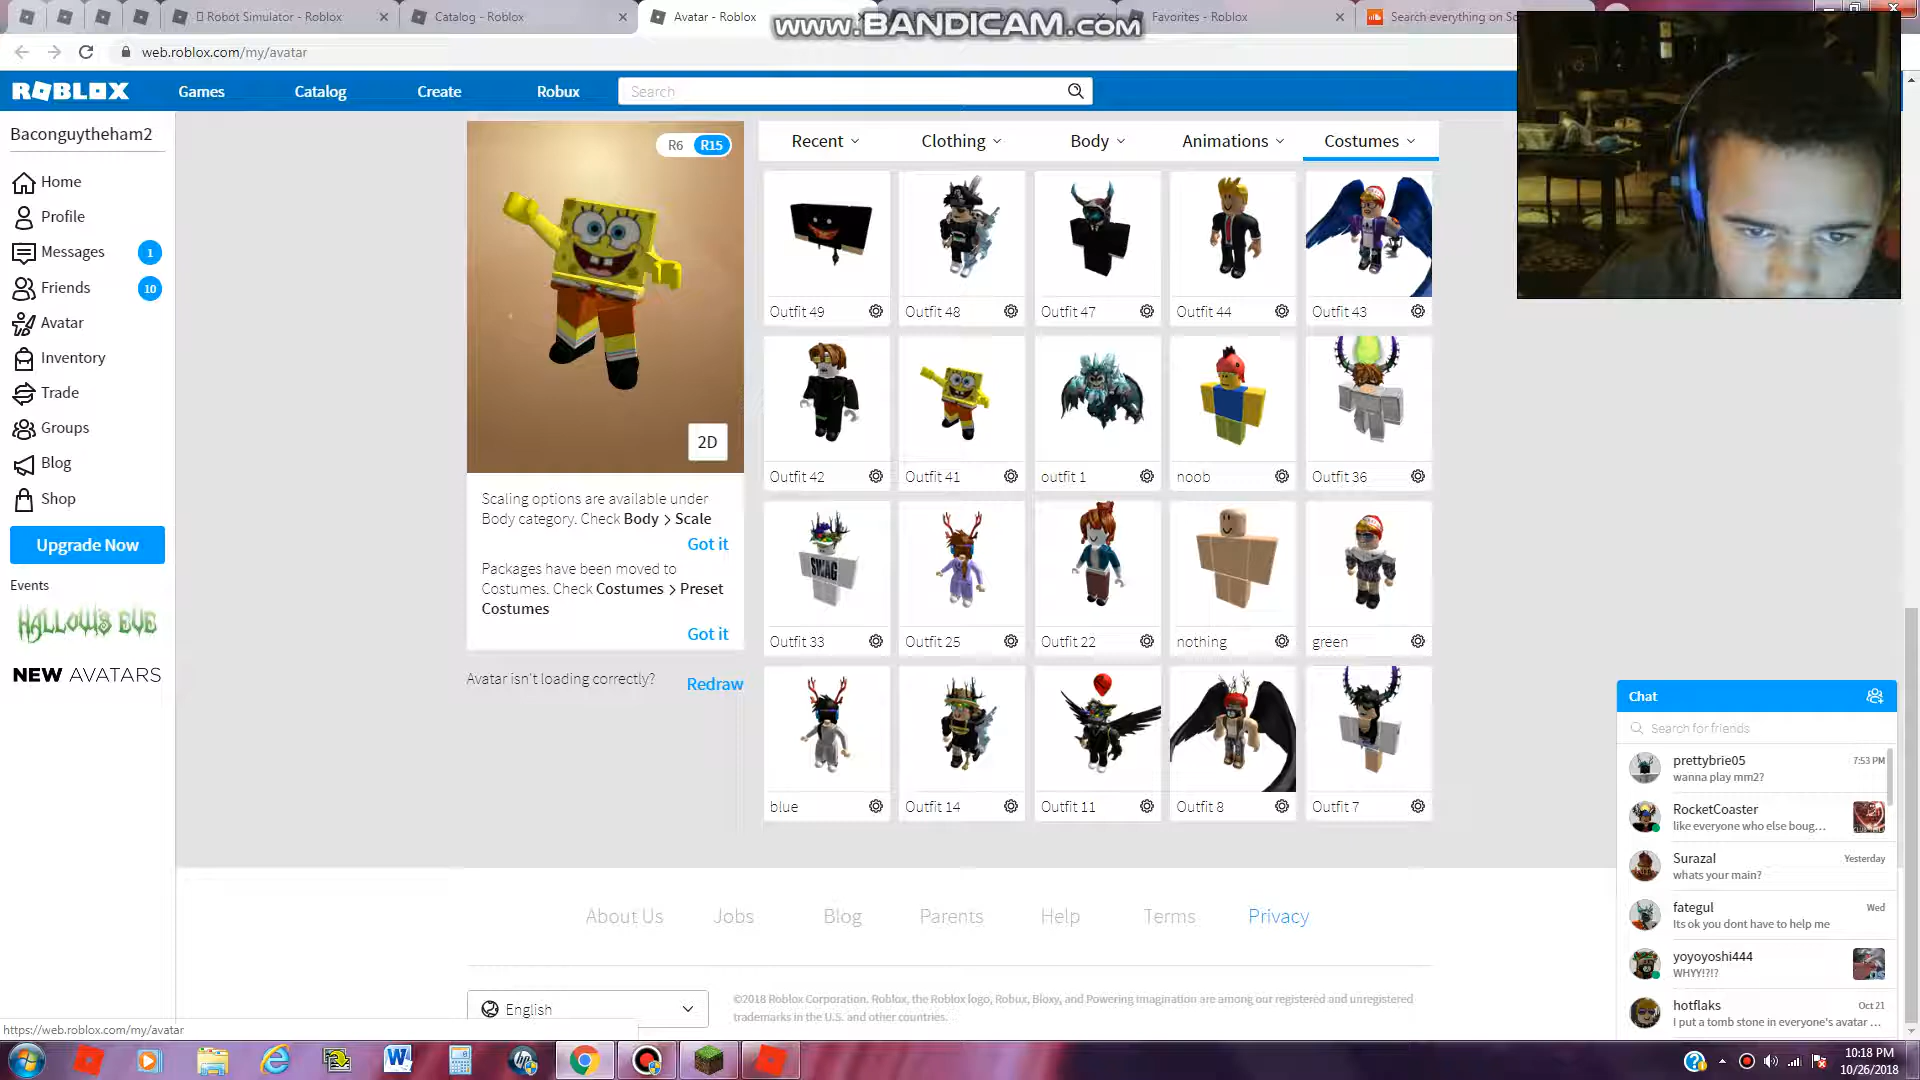 Robot Simulator - Roblox
Catalog - Roblox
Avatar - Roblox
www.BANDICAM.com
Favorites - Roblox
Search everything on So
web.roblox.com/my/avatar
ROBLOX
Games
Catalog
Create
Robux
Search
Baconguytheham2
Home
Profile
Messages
1
Friends
10
Avatar
Inventory
Trade
Groups
Blog
Shop
Upgrade Now
Events
HALLOW'S EVE
NEW AVATARS
R6
R15
2D
Scaling options are available under
Body category. Check Body > Scale
Got it
Packages have been moved to
Costumes. Check Costumes > Preset
Costumes
Got it
Avatar isn't loading correctly?
Redraw
Recent
Clothing
Body
Animations
Costumes
Outfit 49
Outfit 48
Outfit 47
Outfit 44
Outfit 43
Outfit 42
Outfit 41
outfit 1
noob
Outfit 36
SWAG
Outfit 33
Outfit 25
Outfit 22
nothing
green
blue
Outfit 14
Outfit 11
Outfit 8
Outfit 7
Chat
Search for friends
prettybrie05
7:53 PM
wanna play mm2?
RocketCoaster
like everyone who else boug...
Surazal
Yesterday
whats your main?
fategul
Wed
Its ok you dont have to help me
yoyoyoshi444
WHYY!?!?
hotflaks
Oct 21
I put a tomb stone in everyone's avatar ...
About Us
Jobs
Blog
Parents
Help
Terms
Privacy
English
©2018 Roblox Corporation. Roblox, the Roblox logo, Robux, Bloxy, and Powering Imagination are among our registered and unregistered
trademarks in the U.S. and other countries.
https://web.roblox.com/my/avatar
10:18 PM
10/26/2018